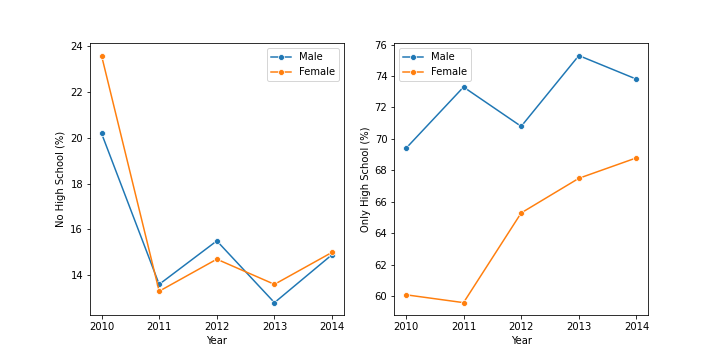 No High School (%)
24
22
20
18
16
14
2010 2011 2012 2013 2014
Year
Male
Female
Only High School (%)
76
74
72
70
68
66
64
62
60
2010 2011 2012 2013 2014
Year
Male
Female